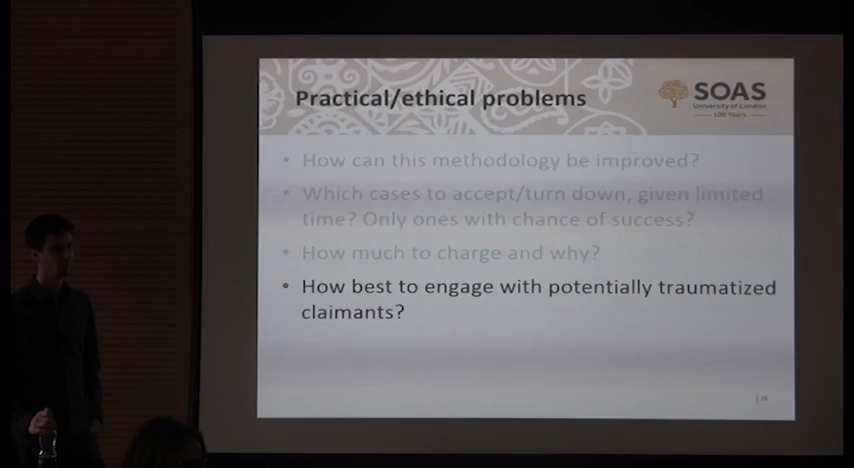 Practical/ethical problems
SOAS
University of London
100 Years
• How can this methodology be improved?
• Which cases to accept/turn down, given limited
time? Only ones with chance of success?
• How much to charge and why?
• How best to engage with potentially traumatized
claimants?